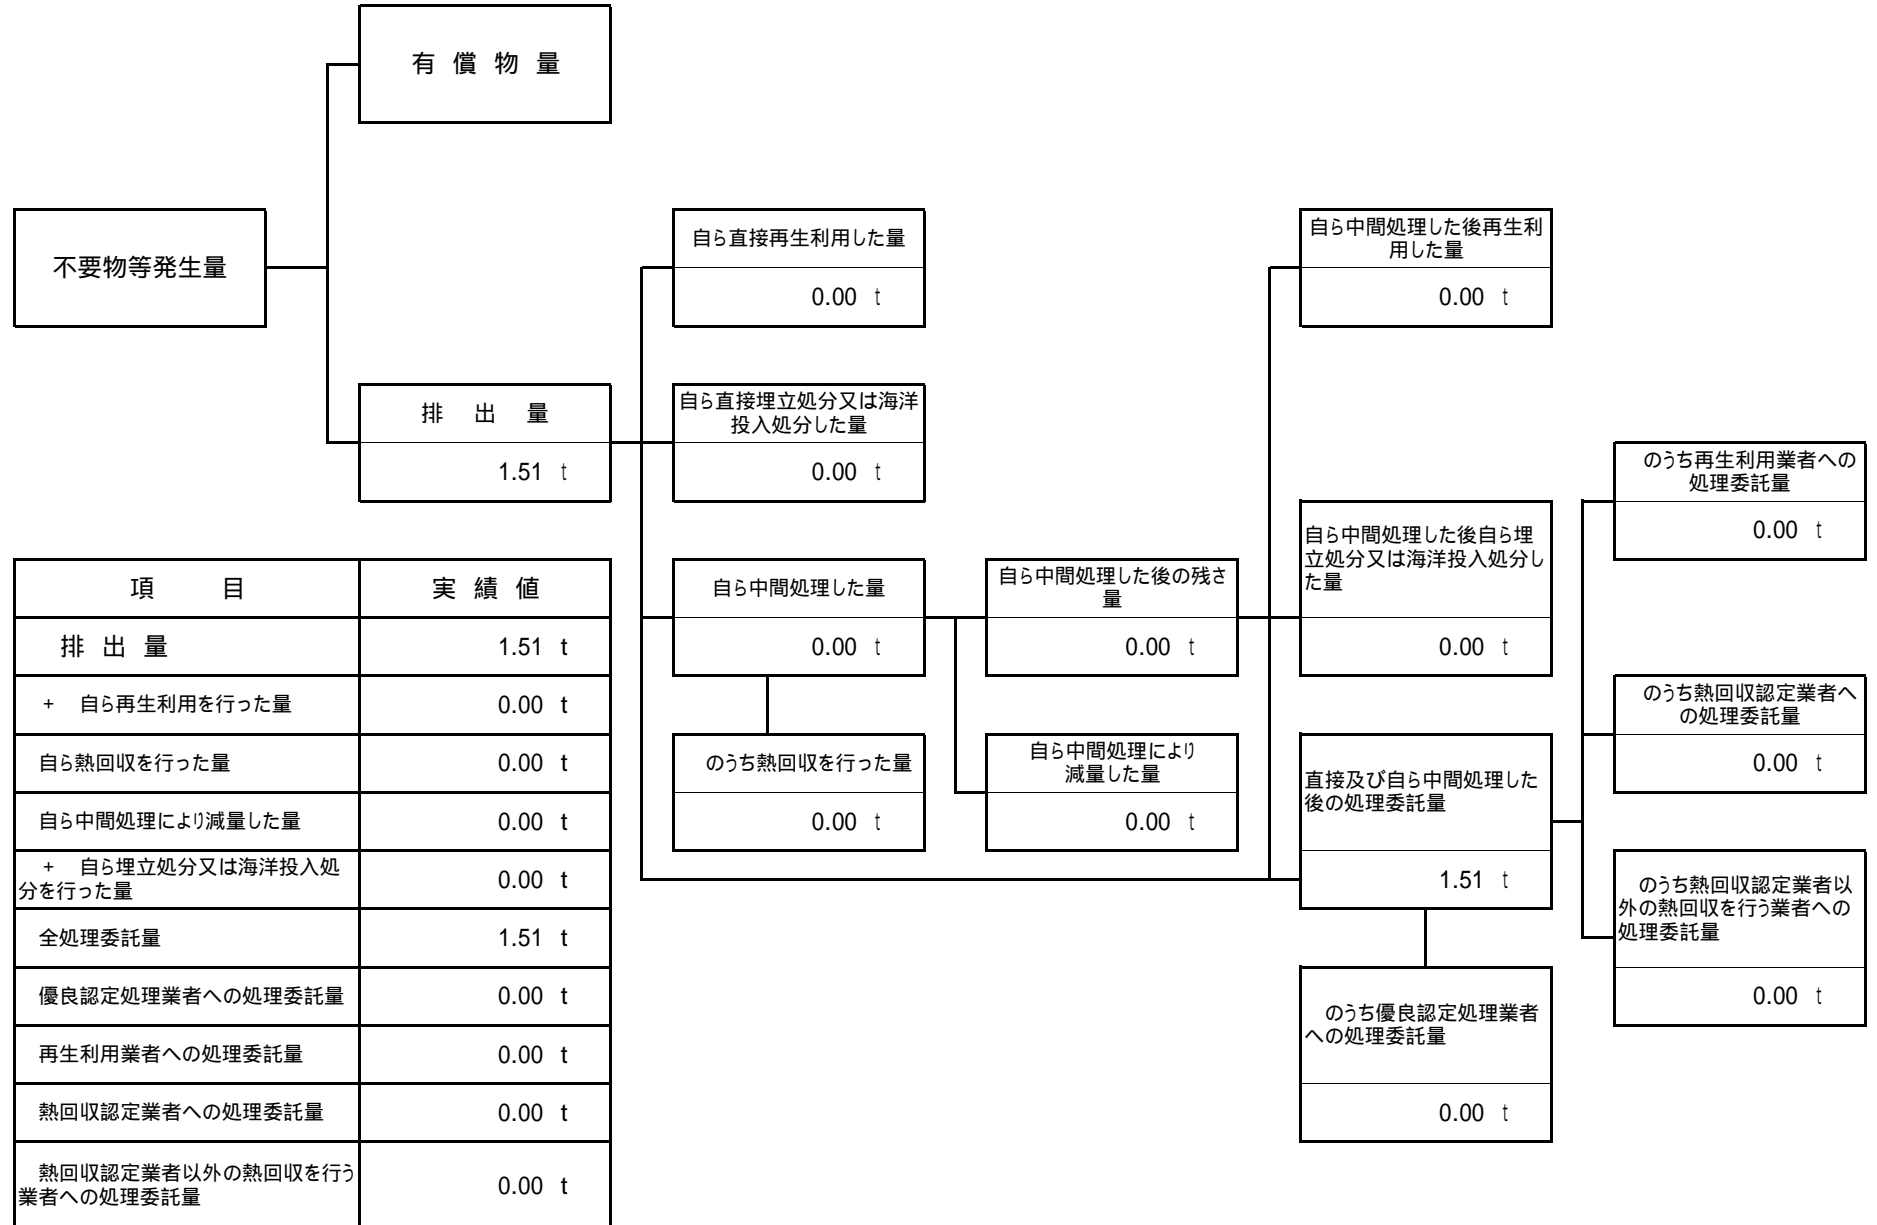 有 償 物 量
不要物等発生量
自ら直接再生利用した量
0.00 t
自ら中間処理した後再生利
用した量
0.00 t
排 出 量
1.51 t
自ら直接埋立処分又は海洋
投入処分した量
0.00 t
のうち再生利用業者への
処理委託量
0.00 t
自ら中間処理した量
0.00 t
自ら中間処理した後の残さ
量
0.00 t
自ら中間処理した後自ら埋
立処分又は海洋投入処分し
た量
0.00 t
のうち熱回収認定業者へ
の処理委託量
0.00 t
のうち熱回収を行った量
0.00 t
自ら中間処理により
減量した量
0.00 t
直接及び自ら中間処理した
後の処理委託量
1.51 t
のうち熱回収認定業者以
外の熱回収を行う業者への
処理委託量
0.00 t
のうち優良認定処理業者
への処理委託量
0.00 t
項 目 実 績 値
排 出 量 1.51 t
+ 自ら再生利用を行った量 0.00 t
自ら熱回収を行った量 0.00 t
自ら中間処理により減量した量 0.00 t
+ 自ら埋立処分又は海洋投入処
分を行った量 0.00 t
全処理委託量 1.51 t
優良認定処理業者への処理委託量 0.00 t
再生利用業者への処理委託量 0.00 t
熱回収認定業者への処理委託量 0.00 t
熱回収認定業者以外の熱回収を行う
業者への処理委託量 0.00 t